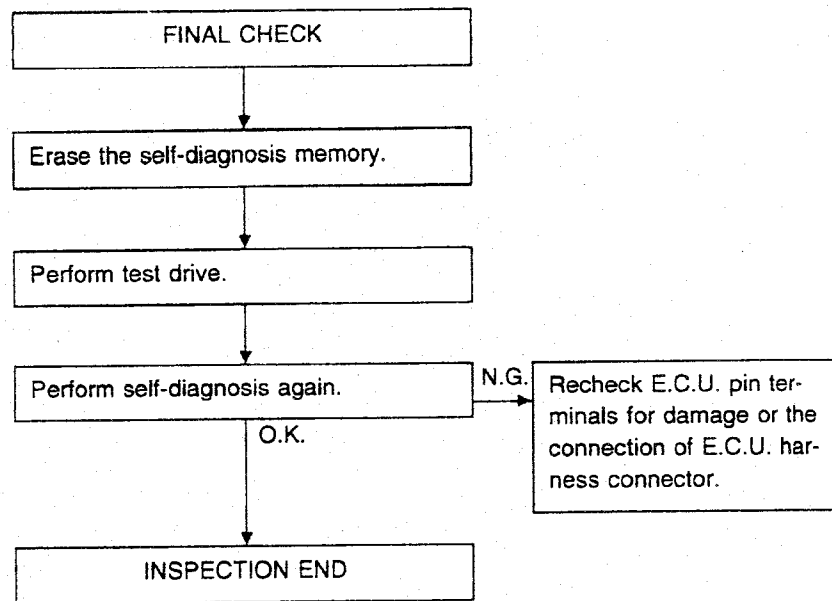 FINAL CHECK
Erase the self-diagnosis memory.
Perform test drive.
Perform self-diagnosis again.
N.G.
Recheck E.C.U. pin ter-
minals for damage or the
connection of E.C.U. har-
ness connector.
O.K.
INSPECTION END